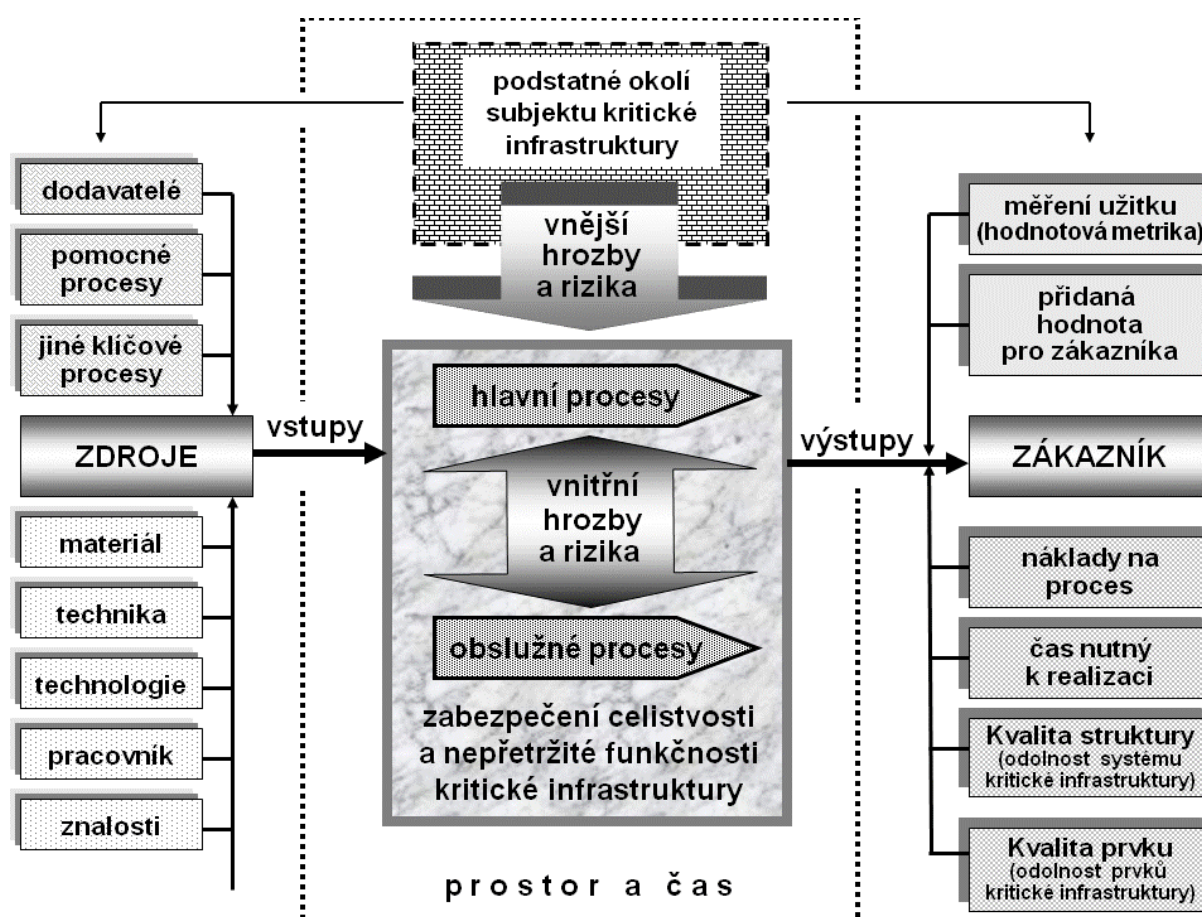 podstatné okolí
subjektu kritické
infrastruktury
vnější
hrozby
a rizika
dodavatelé
pomocné
procesy
jiné klíčové
procesy
ZDROJE
materiál
technika
technologie
pracovník
znalosti
vstupy
hlavní procesy
vnitřní
hrozby
a rizika
obslužné procesy
zabezpečení celistvosti
a nepřetržité funkčnosti
kritické infrastruktury
prostor a čas
výstupy
měření užitku
(hodnotová metrika)
přidaná
hodnota
pro zákazníka
ZÁKAZNÍK
náklady na
proces
čas nutný
k realizaci
Kvalita struktury
(odolnost systému
kritické infrastruktury)
Kvalita prvku
(odolnost prvků
kritické infrastruktury)